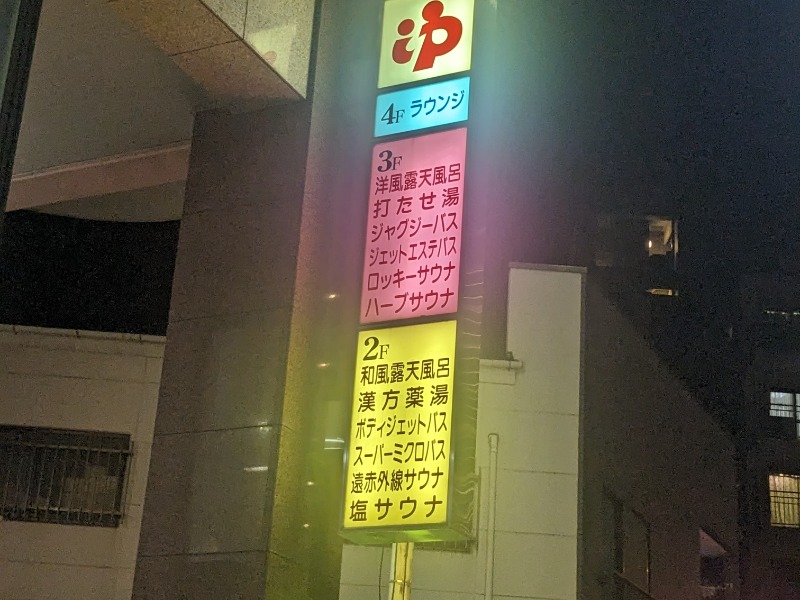 ゆ
4F ラウンジ
3F
洋風露天風呂
打たせ湯
ジャグジーバス
ジェットエステバス
ロッキーサウナ
ハーブサウナ
2F
和風露天風呂
漢方薬湯
ボディジェットバス
スーパーミクロバス
遠赤外線サウナ
塩サウナ